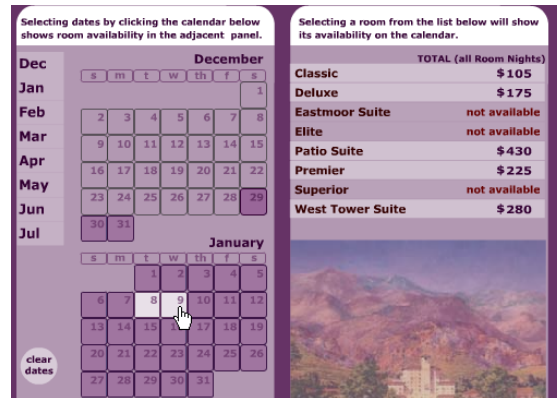 Selecting dates by clicking the calendar below
shows room availability in the adjacent panel.
Dec
Jan
Feb
Mar
Apr
May
Jun
Jul
clear
dates
December
s m t w th f s
1
2 3 4 5 6 7 8
9 10 11 12 13 14 15
16 17 18 19 20 21 22
23 24 25 26 27 28 29
30 31
January
s m t w th f s
1 2 3 4 5
6 7 8 9 10 11 12
13 14 15 17 18 19
20 21 22 23 24 25 26
27 28 29 30 31
Selecting a room from the list below will show
its availability on the calendar.
TOTAL (all Room Nights)
Classic $105
Deluxe $175
Eastmoor Suite not available
Elite not available
Patio Suite $430
Premier $225
Superior not available
West Tower Suite $280